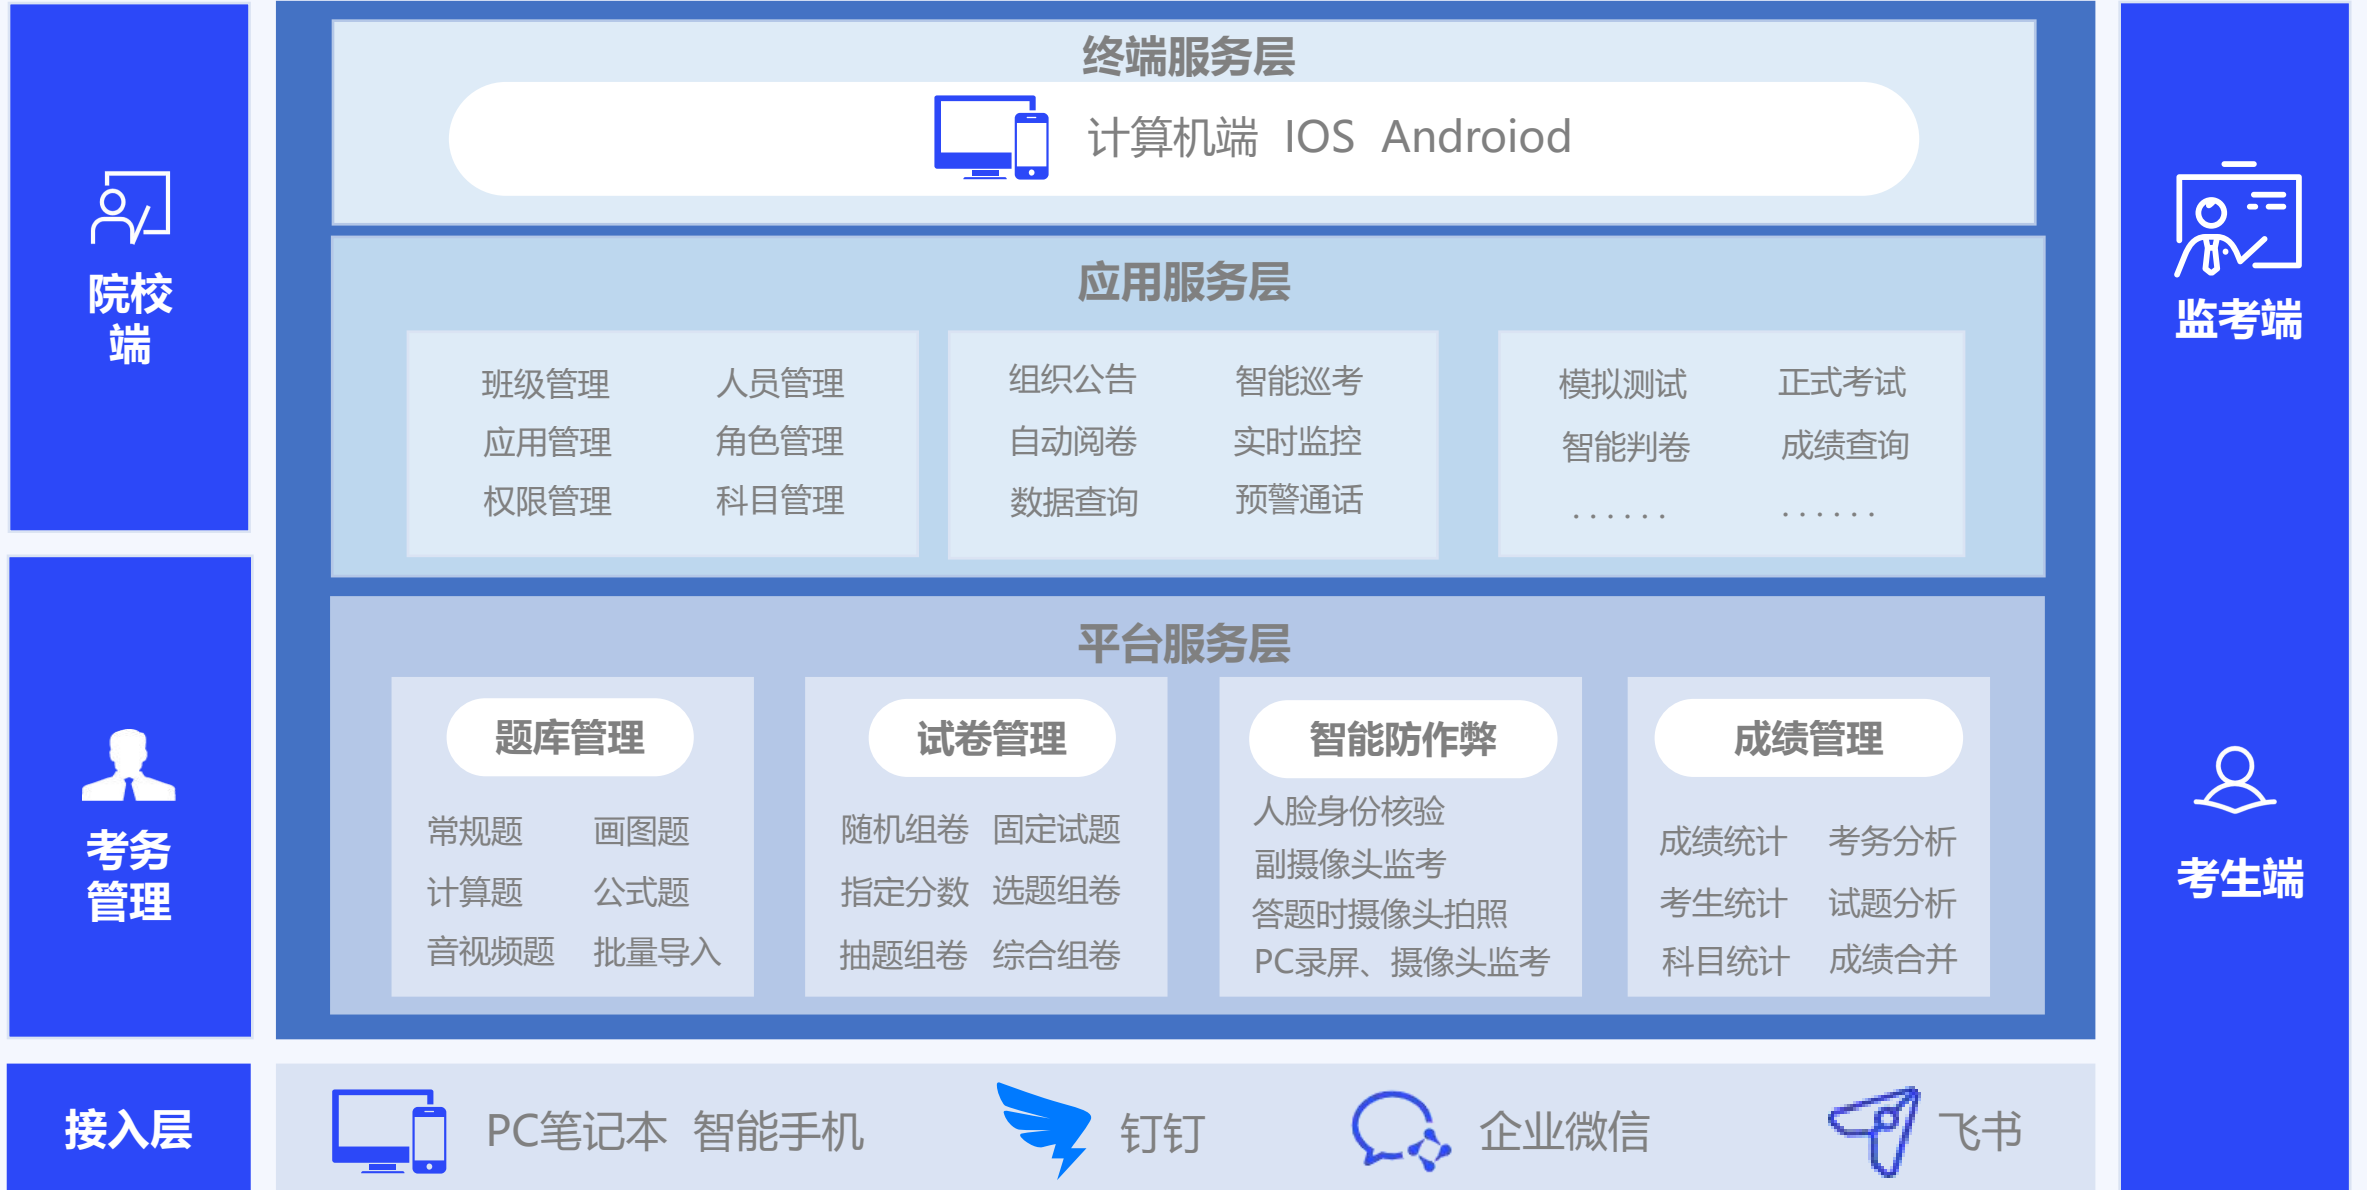 院校
端
考务
管理
接入层
终端服务层
计算机端 IOS Androiod
应用服务层
班级管理 人员管理
应用管理 角色管理
权限管理 科目管理
组织公告 智能巡考
自动阅卷 实时监控
数据查询 预警通话
模拟测试 正式考试
智能判卷 成绩查询
...... ......
平台服务层
题库管理
常规题 画图题
计算题 公式题
音视频题 批量导入
试卷管理
随机组卷 固定试题
指定分数 选题组卷
抽题组卷 综合组卷
智能防作弊
人脸身份核验
副摄像头监考
答题时摄像头拍照
PC录屏、摄像头监考
成绩管理
成绩统计 考务分析
考生统计 试题分析
科目统计 成绩合并
PC笔记本 智能手机
钉钉
企业微信
飞书
监考端
考生端